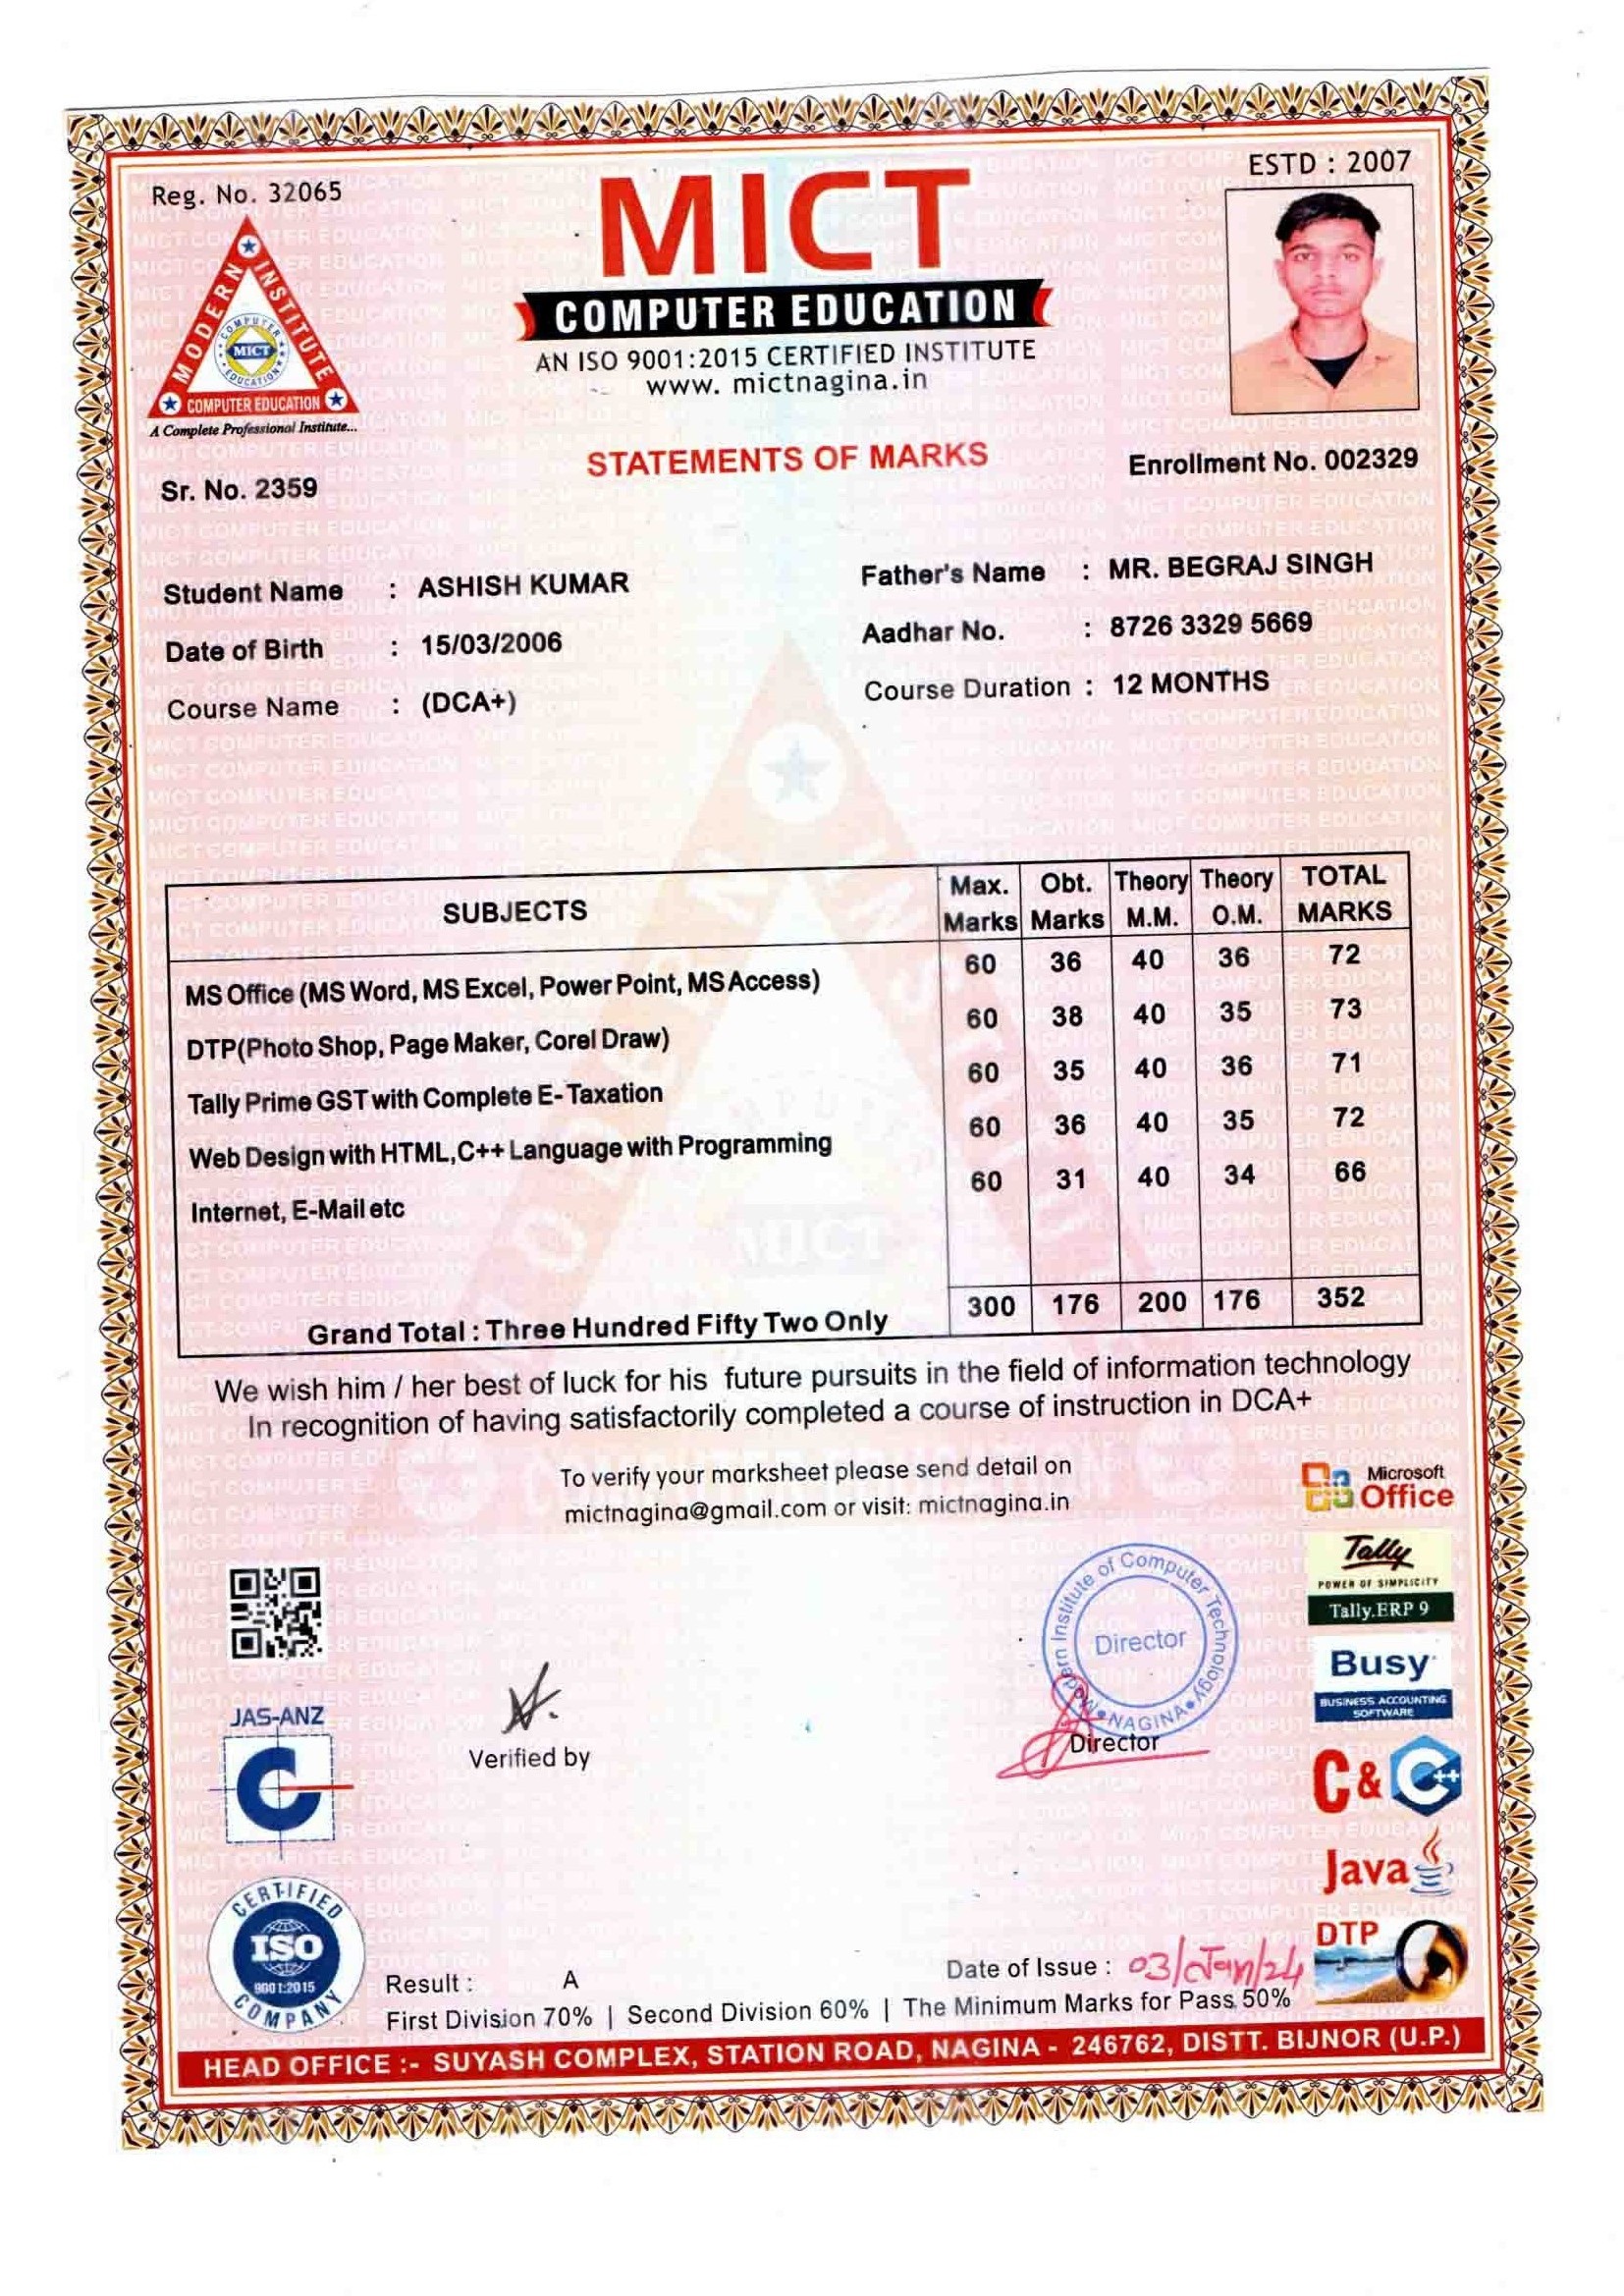 Reg. No. 32065
ESTD : 2007
MICT
COMPUTER EDUCATION
AN ISO 9001:2015 CERTIFIED INSTITUTE
www. mictnagina.in
MODERN INSTITUTE
COMPUTER EDUCATION
MICT
COMPUTER EDUCATION
A Complete Professional Institute...
STATEMENTS OF MARKS
Sr. No. 2359
Enrollment No. 002329
Student Name : ASHISH KUMAR
Father's Name : MR. BEGRAJ SINGH
Date of Birth : 15/03/2006
Aadhar No. : 8726 3329 5669
Course Name : (DCA+)
Course Duration : 12 MONTHS
SUBJECTS Max. Marks Obt. Marks Theory M.M. Theory O.M. TOTAL MARKS
MS Office (MS Word, MS Excel, Power Point, MS Access) 60 36 40 36 72
DTP(Photo Shop, Page Maker, Corel Draw) 60 38 40 35 73
Tally Prime GST with Complete E-Taxation 60 35 40 36 71
Web Design with HTML,C++ Language with Programming 60 36 40 35 72
Internet, E-Mail etc 60 31 40 34 66
Grand Total : Three Hundred Fifty Two Only 300 176 200 176 352
We wish him / her best of luck for his future pursuits in the field of information technology
In recognition of having satisfactorily completed a course of instruction in DCA+
To verify your marksheet please send detail on
mictnagina@gmail.com or visit: mictnagina.in
Microsoft
Office
Tally
POWER OF SIMPLICITY
Tally.ERP 9
Busy
BUSINESS ACCOUNTING
SOFTWARE
C & C++
Java
DTP
Modern Institute of Computer Technology
NAGINA
Director
Director
Verified by
JAS-ANZ
C
CERTIFIED
ISO
9001:2015
COMPANY
Result : A
Date of Issue : 03/Jan/24
First Division 70% | Second Division 60% | The Minimum Marks for Pass 50%
HEAD OFFICE :- SUYASH COMPLEX, STATION ROAD, NAGINA - 246762, DISTT. BIJNOR (U.P.)